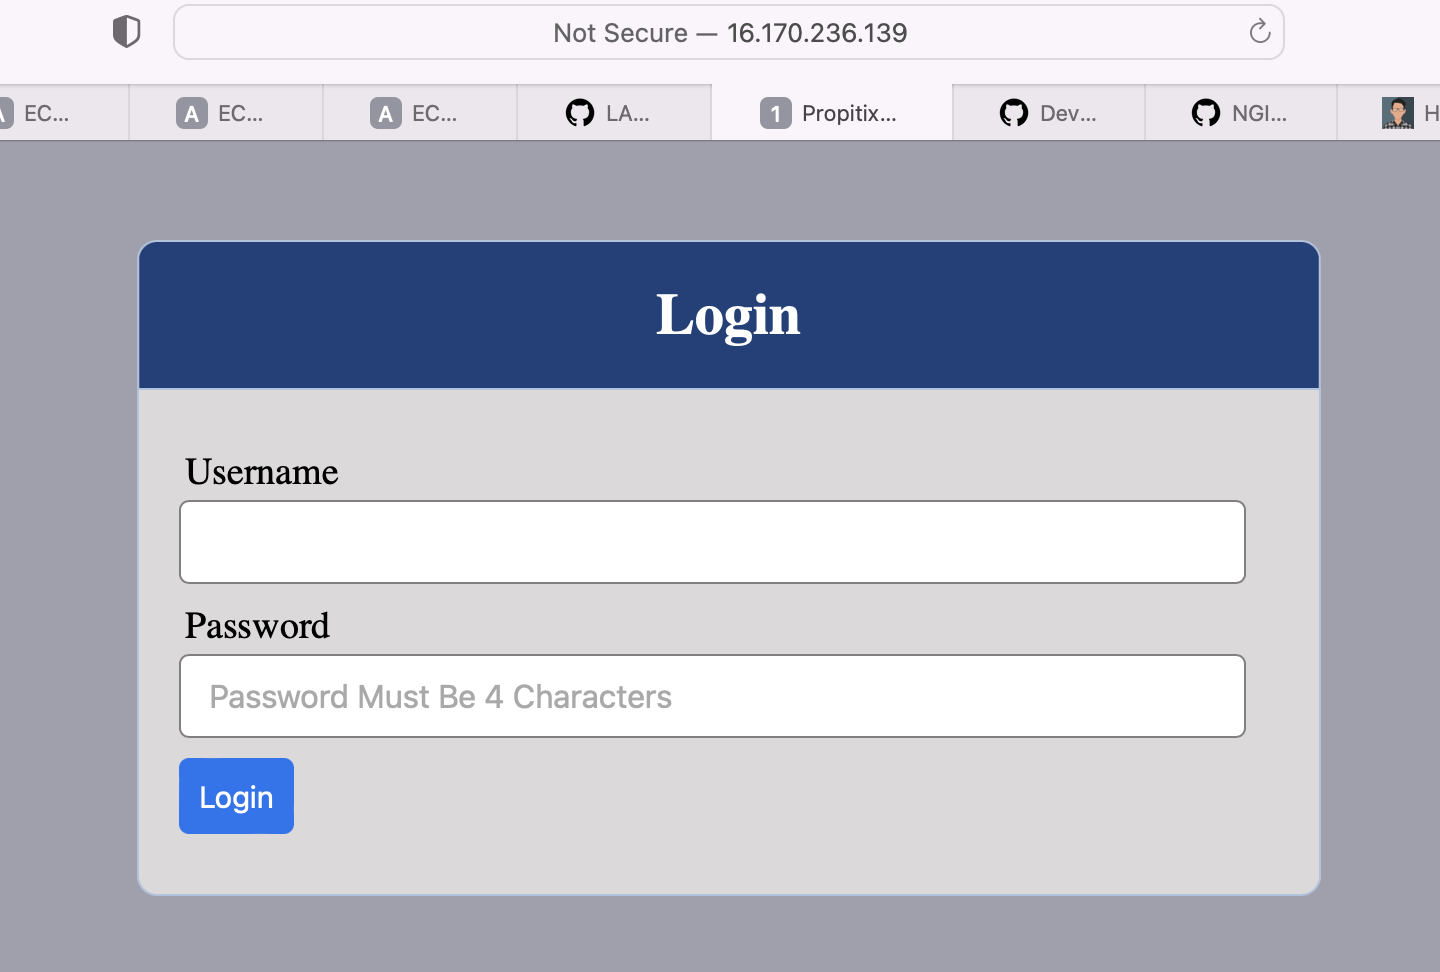 Not Secure — 16.170.236.139
A EC... A EC... A EC... LA... 1 Propitix... Dev... NGI... H
Login
Username
Password
Password Must Be 4 Characters
Login